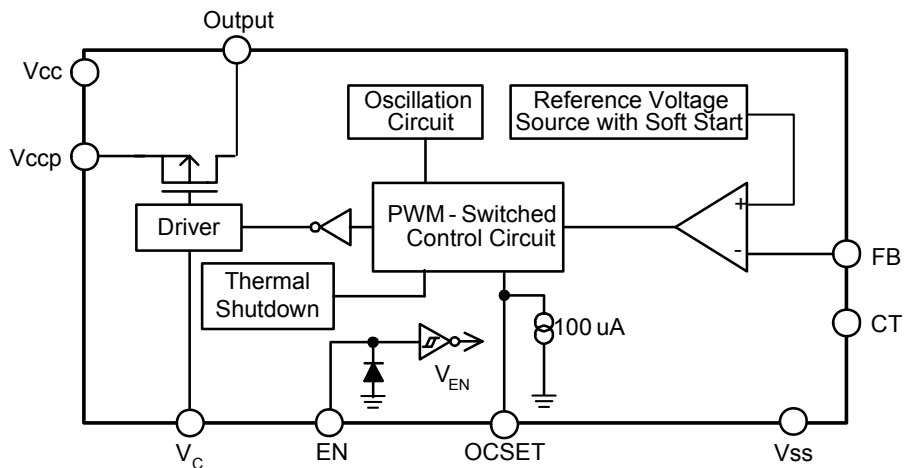 Output
Vcc
Oscillation
Circuit
Reference Voltage
Source with Soft Start
Vccp
PWM - Switched
Control Circuit
+
-
Driver
FB
Thermal
Shutdown
100 uA
CT
VEN
VC
EN
OCSET
Vss